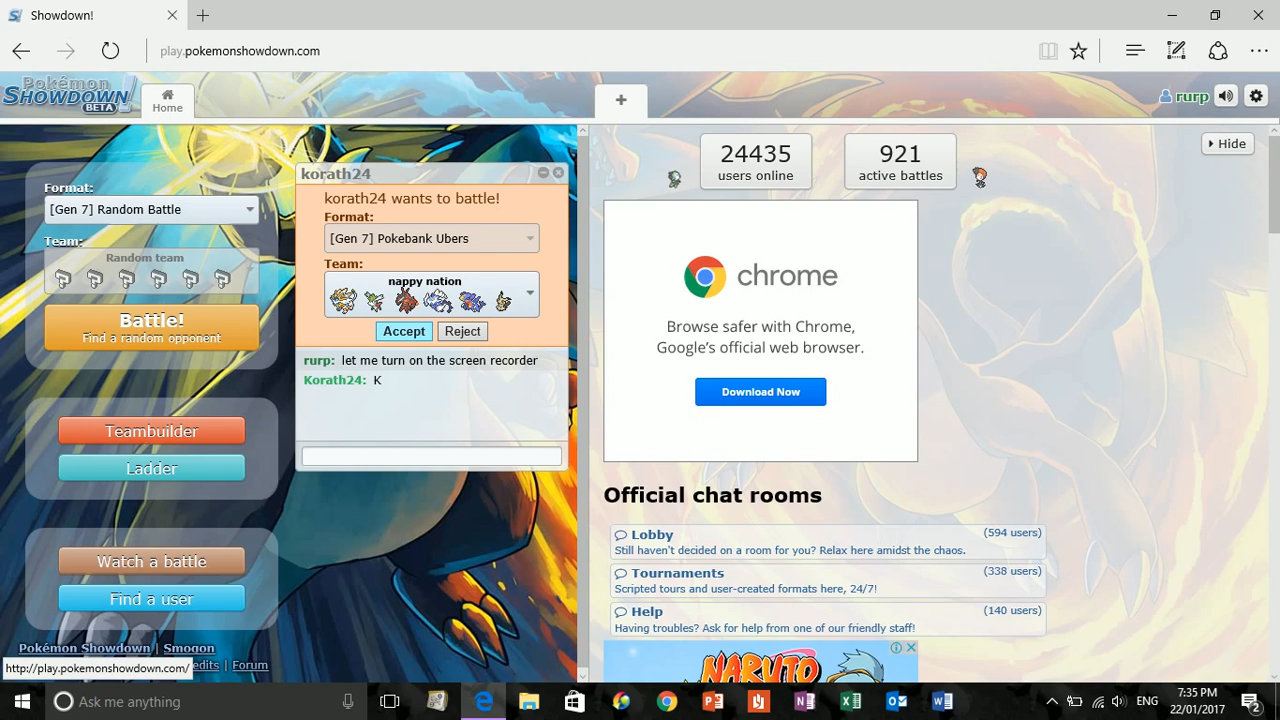 Showdown!
play.pokemonshowdown.com
Pokémon
SHOWDOWN
BETA
Home
rurp
Format:
[Gen 7] Random Battle
Team:
Random team
Battle!
Find a random opponent
Teambuilder
Ladder
Watch a battle
Find a user
Pokémon Showdown | Smogon
edits | Forum
http://play.pokemonshowdown.com/
korath24
korath24 wants to battle!
Format:
[Gen 7] Pokebank Ubers
Team:
nappy nation
Accept
Reject
rurp: let me turn on the screen recorder
Korath24: K
24435
users online
921
active battles
Hide
chrome
Browse safer with Chrome,
Google's official web browser.
Download Now
Official chat rooms
Lobby
(594 users)
Still haven't decided on a room for you? Relax here amidst the chaos.
Tournaments
(338 users)
Scripted tours and user-created formats here, 24/7!
Help
(140 users)
Having troubles? Ask for help from one of our friendly staff!
NARUTO
Ask me anything
ENG
7:35 PM
22/01/2017
2